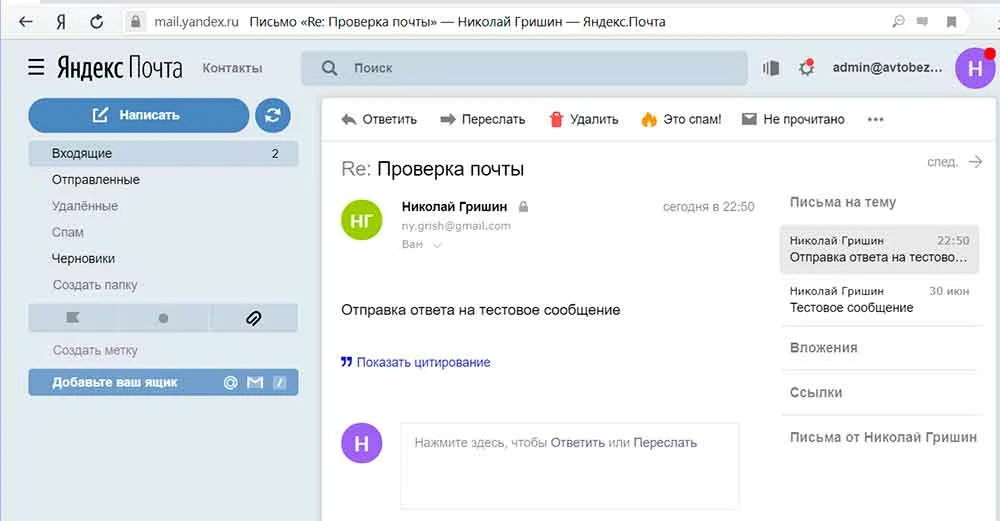 Я mail.yandex.ru Письмо «Re: Проверка почты» — Николай Гришин — Яндекс.Почта
Яндекс Почта Контакты Поиск admin@avtobez... Н
Написать
Ответить Переслать Удалить Это спам! Не прочитано
Входящие 2
Отправленные
Удалённые
Спам
Черновики
Создать папку
Создать метку
Добавьте ваш ящик @
Re: Проверка почты
след.
НГ
Николай Гришин
ny.grish@gmail.com
Вам
сегодня в 22:50
Отправка ответа на тестовое сообщение
Показать цитирование
Н
Нажмите здесь, чтобы Ответить или Переслать
Письма на тему
Николай Гришин 22:50
Отправка ответа на тестово...
Николай Гришин 30 июн
Тестовое сообщение
Вложения
Ссылки
Письма от Николай Гришин